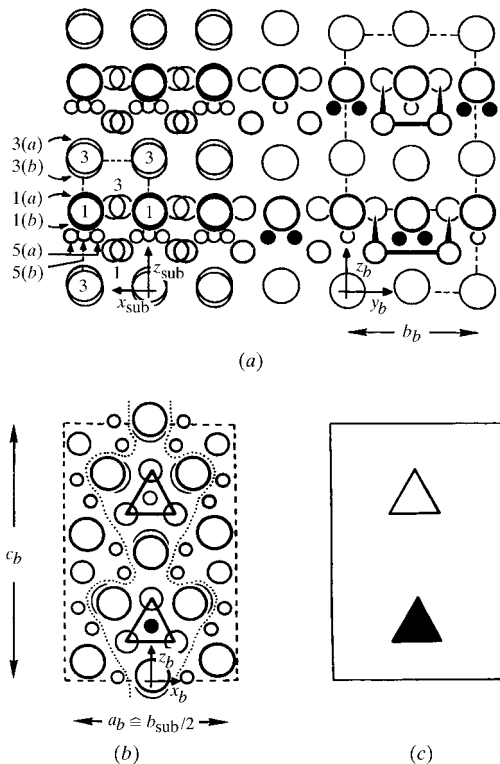 3(a)
3(b)
1(a)
1(b)
5(a)
5(b)
3
3
3
1
1
3
1
z_sub
x_sub
z_b
y_b
b_b
(a)
c_b
z_b
x_b
a_b ≙ b_sub/2
(b)
(c)